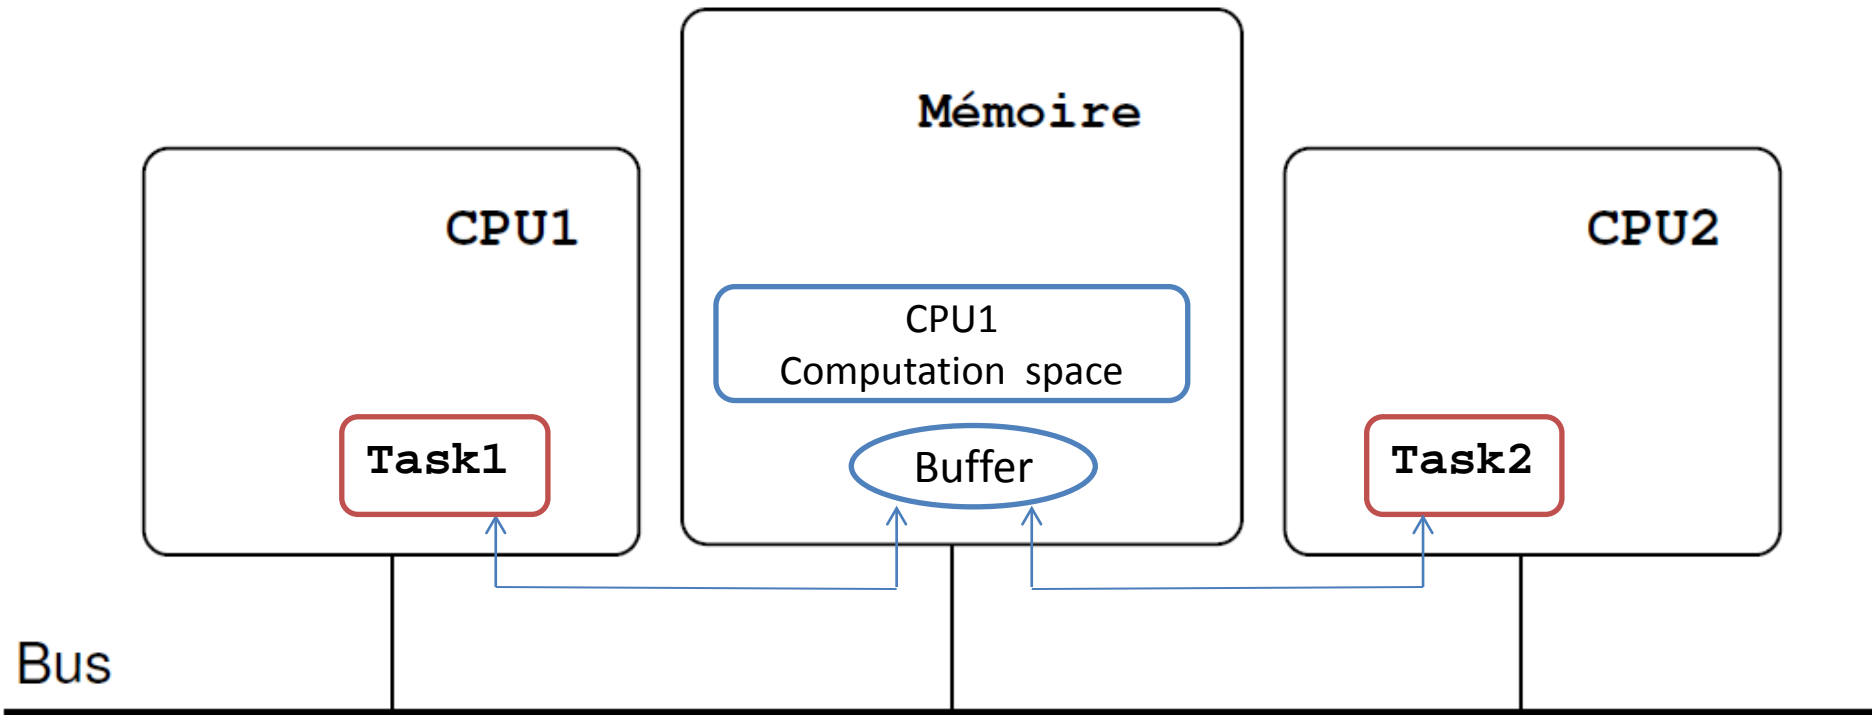 Mémoire
CPU1
CPU2
CPU1
Computation space
Task1
Buffer
Task2
Bus